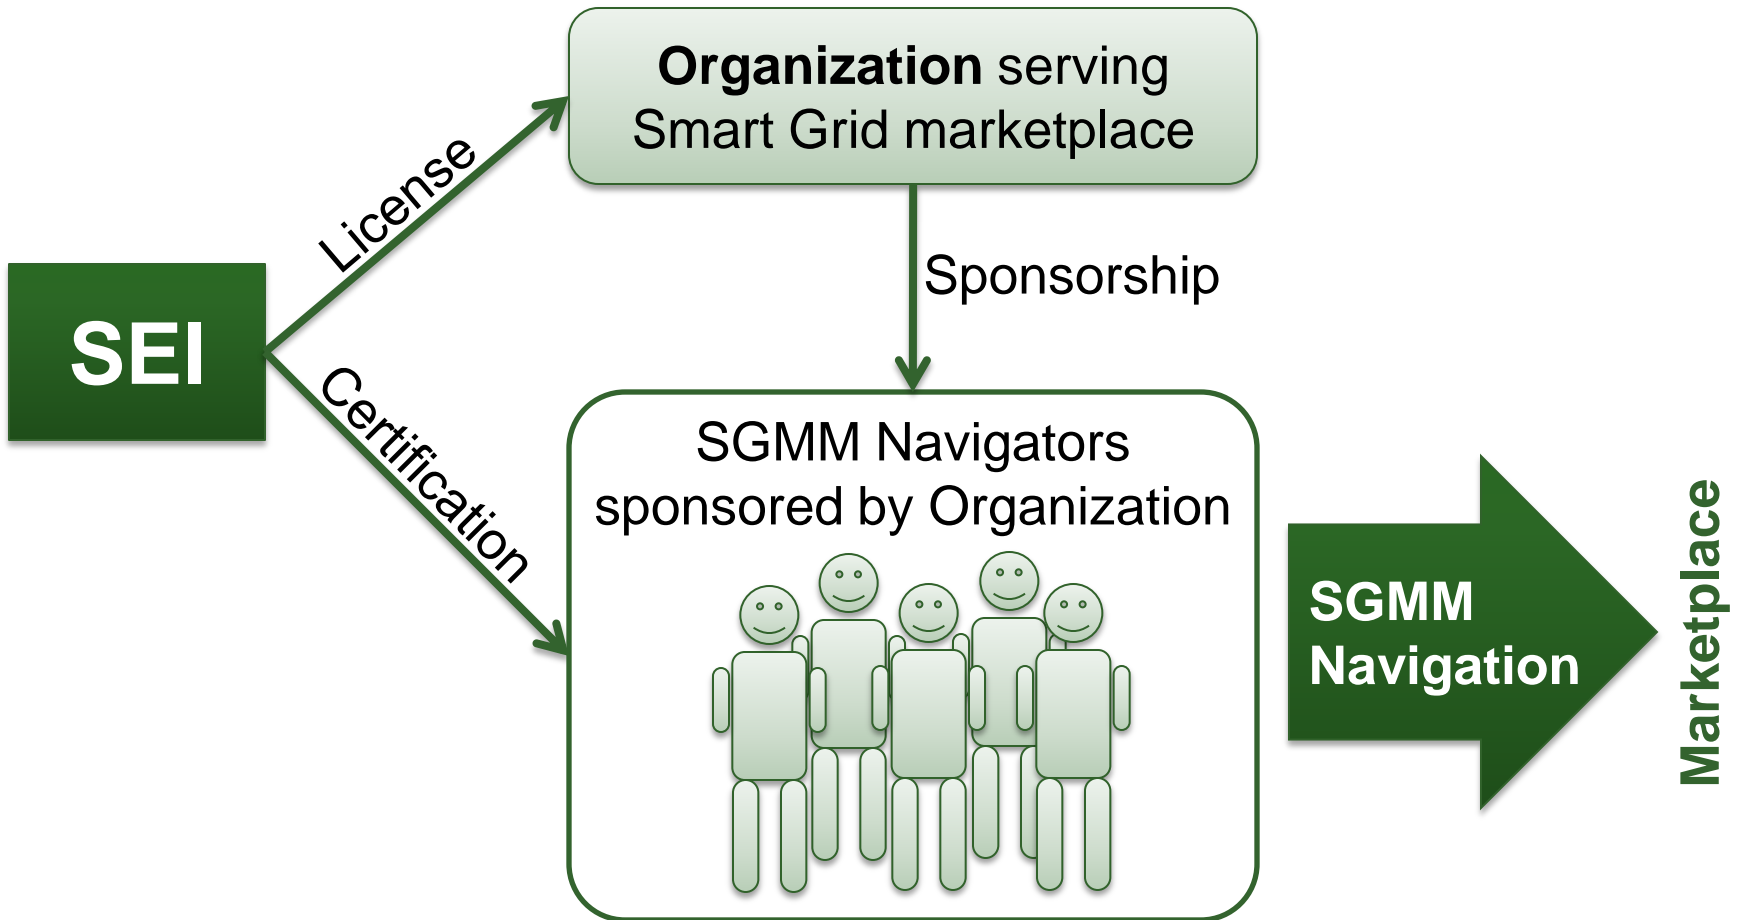 Organization serving
Smart Grid marketplace
License
Sponsorship
SEI
Certification
SGMM Navigators
sponsored by Organization
SGMM
Navigation
Marketplace